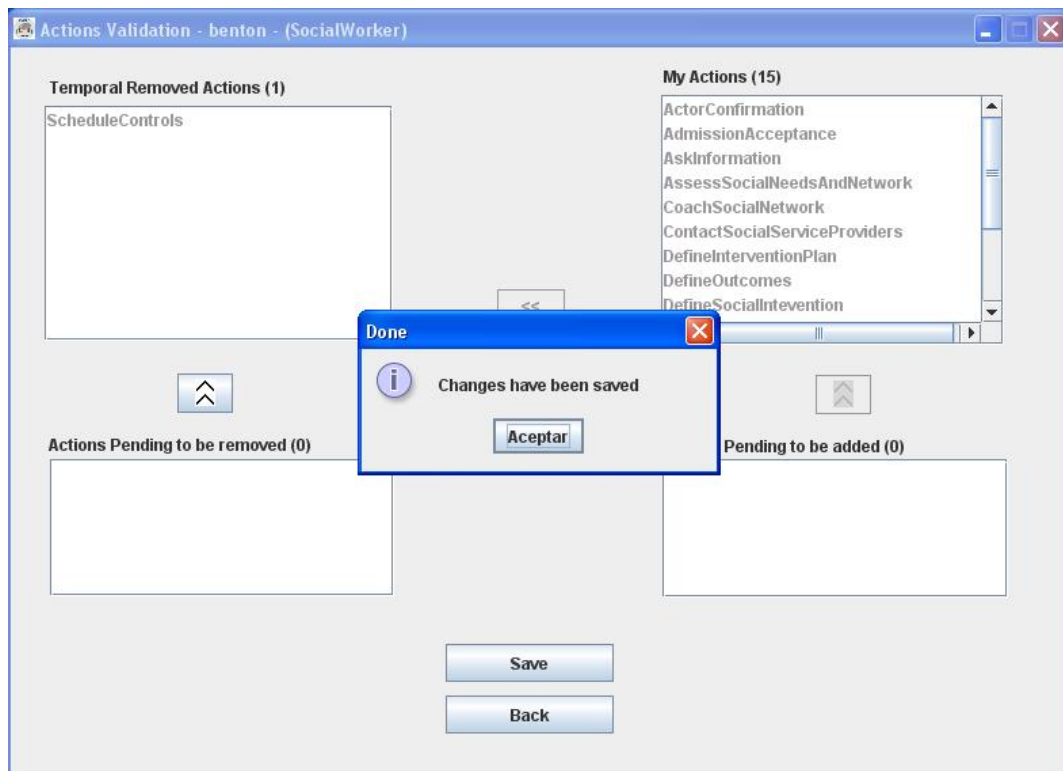 Actions Validation - benton - (SocialWorker)
Temporal Removed Actions (1)
ScheduleControls
My Actions (15)
ActorConfirmation
AdmissionAcceptance
AskInformation
AssessSocialNeedsAndNetwork
CoachSocialNetwork
ContactSocialServiceProviders
DefineInterventionPlan
DefineOutcomes
DefineSocialIntevention
<<
Done
Changes have been saved
Aceptar
Actions Pending to be removed (0)
Pending to be added (0)
Save
Back